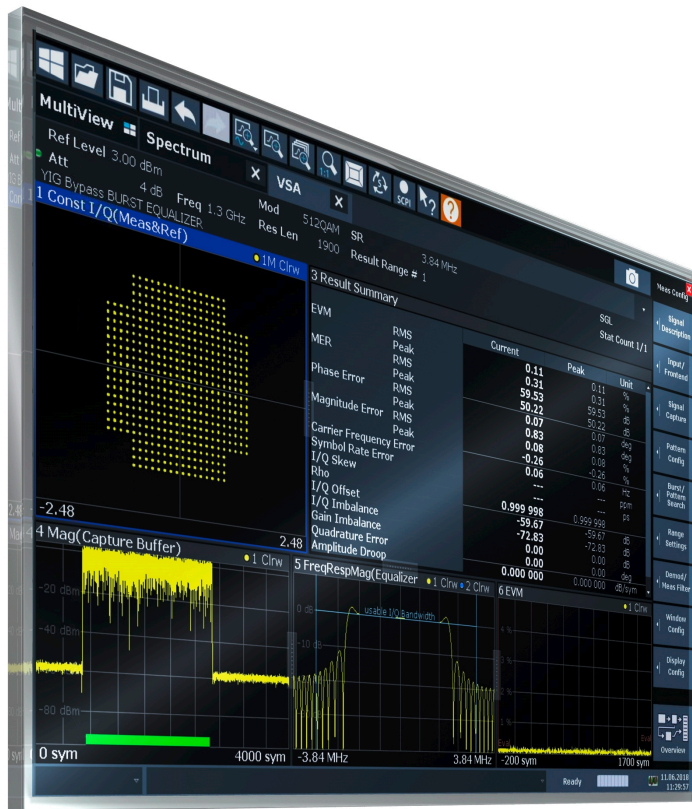 1:1
SCPI
?
?
MultiView
Spectrum
X
VSA
X
Ref Level 3.00 dBm
Att 4 dB Freq 1.3 GHz Mod 512QAM SR 3.84 MHz
Res Len 1900 Result Range # 1
YIG Bypass BURST EQUALIZER
SGL
Stat Count 1/1
1 Const I/Q(Meas&Ref)
1M Clrw
-2.48
2.48
3 Result Summary
Current Peak Unit
EVM RMS 0.11 0.11 %
Peak 0.31 0.31 %
MER RMS 59.53 59.53 dB
Peak 50.22 50.22 dB
Phase Error RMS 0.07 0.07 deg
Peak 0.83 0.83 deg
Magnitude Error RMS 0.08 0.08 %
Peak -0.26 -0.26 %
Carrier Frequency Error 0.06 0.06 Hz
Symbol Rate Error --- --- ppm
I/Q Skew --- --- ps
Rho 0.999 998 0.999 998
I/Q Offset -59.67 -59.67 dB
I/Q Imbalance -72.83 -72.83 dB
Gain Imbalance 0.00 0.00 dB
Quadrature Error 0.00 0.00 deg
Amplitude Droop 0.000 000 0.000 000 dB/sym
4 Mag(Capture Buffer)
1 Clrw
-20 dBm
-40 dBm
-80 dBm
0 sym
4000 sym
5 FreqRespMag(Equalizer
1 Clrw 2 Clrw
usable I/Q Bandwidth
0 dB
-10 dB
-3.84 MHz
3.84 MHz
6 EVM
1 Clrw
4 %
3 %
2 %
1 %
Eval
Eval
-200 sym
1700 sym
Meas Config
X
Signal
Description
Input/
Frontend
Signal
Capture
Pattern
Config
Burst/
Pattern
Search
Range
Settings
Demod/
Meas Filter
Window
Config
Display
Config
Overview
Ready
11.06.2018
11:29:57